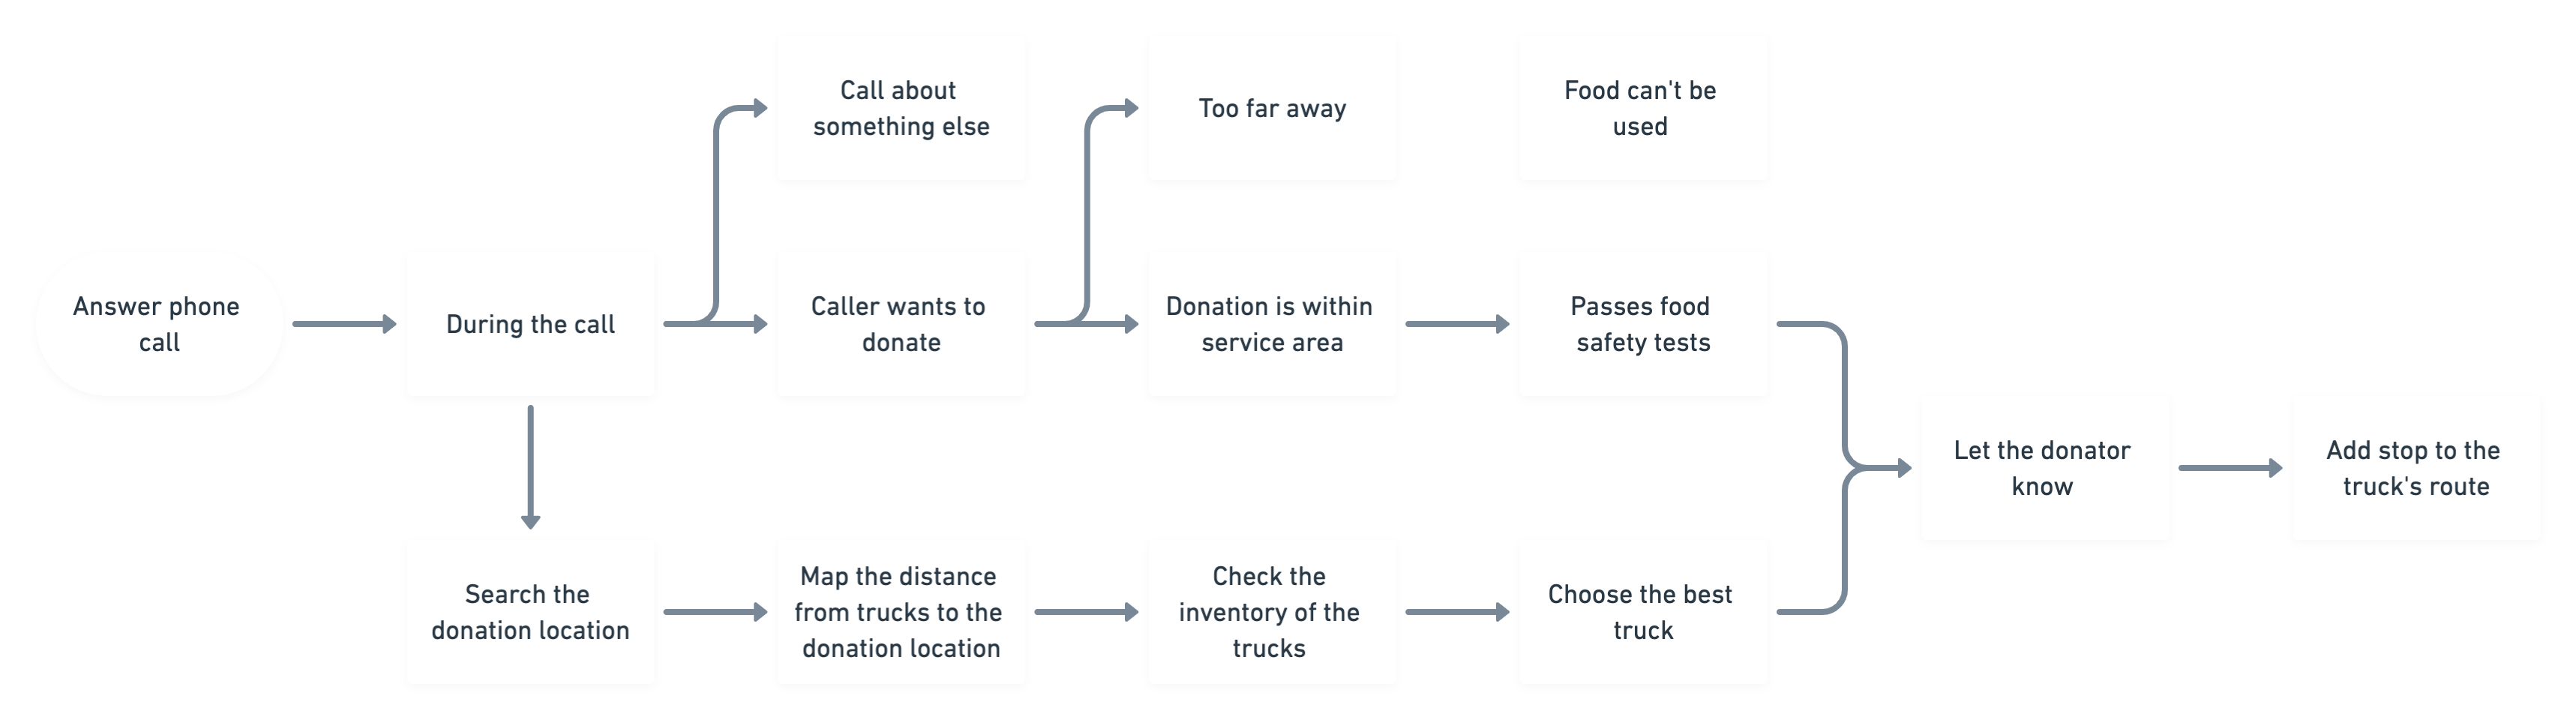 Call about
something else
Too far away
Food can't be
used
Answer phone
call
During the call
Caller wants to
donate
Donation is within
service area
Passes food
safety tests
Let the donator
know
Add stop to the
truck's route
Search the
donation location
Map the distance
from trucks to the
donation location
Check the
inventory of the
trucks
Choose the best
truck